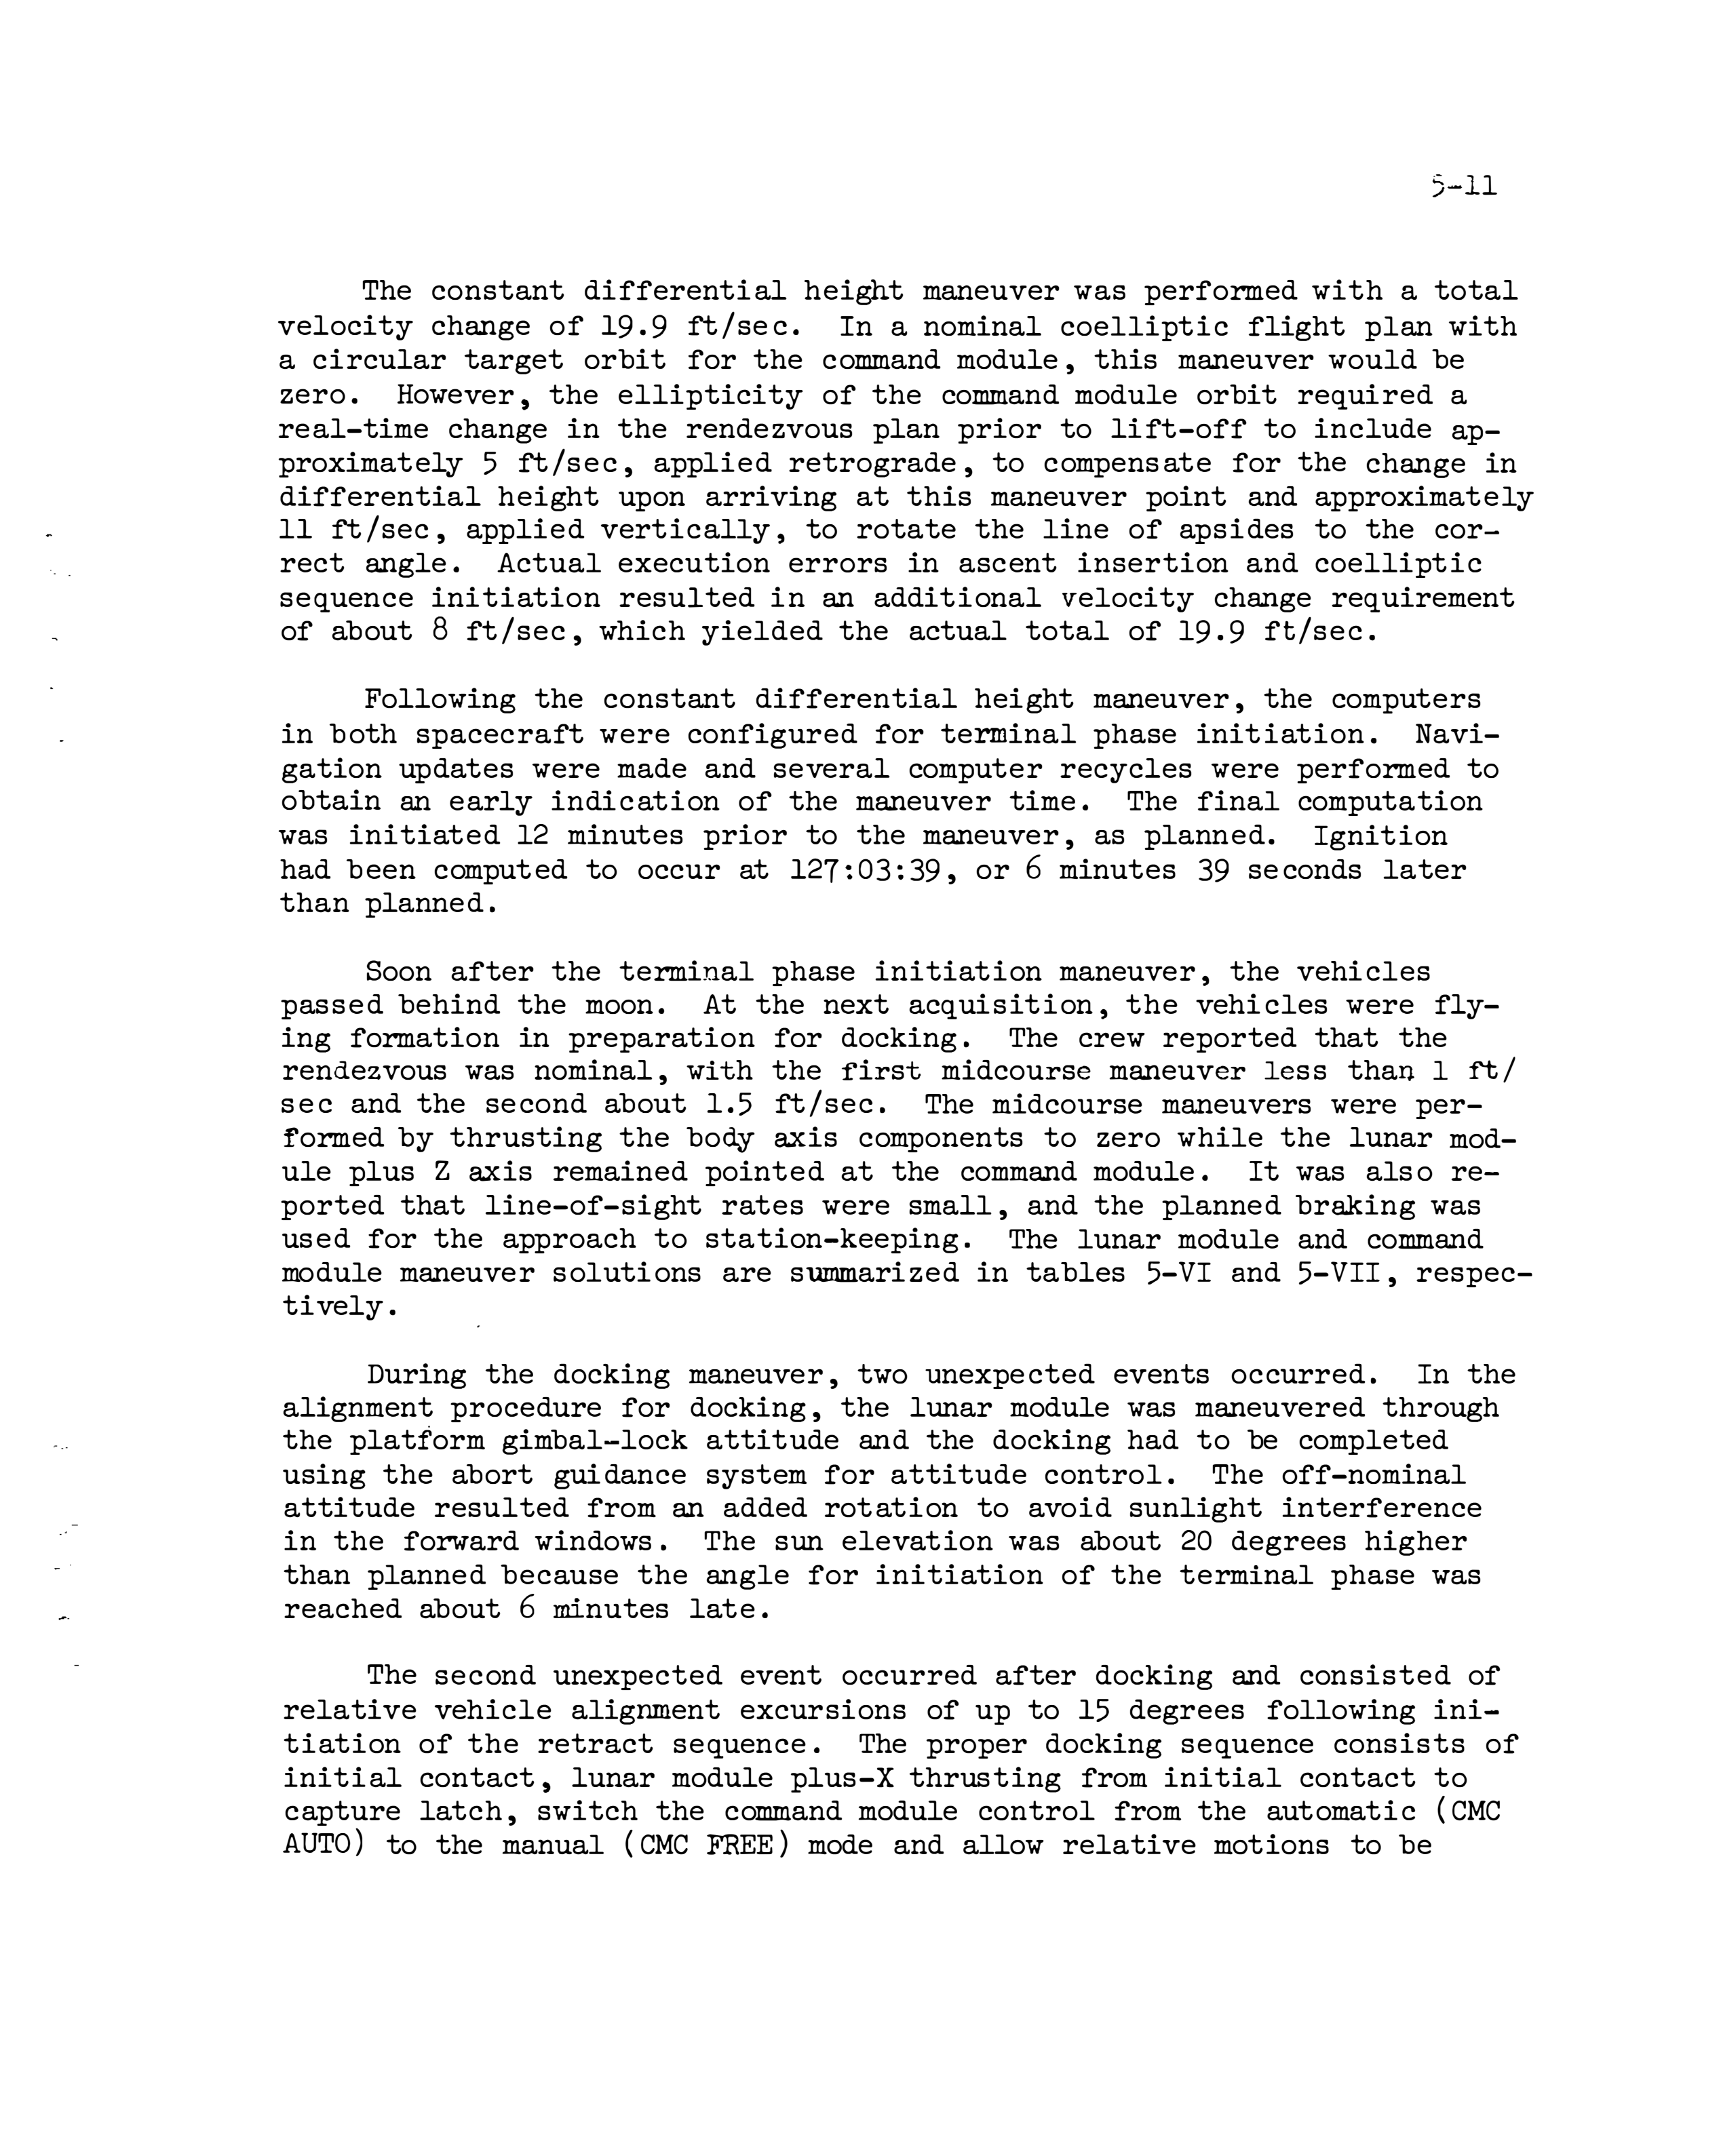 5-11
The constant differential height maneuver was performed with a total
velocity change of 19.9 ft/sec. In a nominal coelliptic flight plan with
a circular target orbit for the command module, this maneuver would be
zero. However, the ellipticity of the command module orbit required a
real-time change in the rendezvous plan prior to lift-off to include ap-
proximately 5 ft/sec, applied retrograde, to compensate for the change in
differential height upon arriving at this maneuver point and approximately
11 ft/sec, applied vertically, to rotate the line of apsides to the cor-
rect angle. Actual execution errors in ascent insertion and coelliptic
sequence initiation resulted in an additional velocity change requirement
of about 8 ft/sec, which yielded the actual total of 19.9 ft/sec.
Following the constant differential height maneuver, the computers
in both spacecraft were configured for terminal phase initiation. Navi-
gation updates were made and several computer recycles were performed to
obtain an early indication of the maneuver time. The final computation
was initiated 12 minutes prior to the maneuver, as planned. Ignition
had been computed to occur at 127:03:39, or 6 minutes 39 seconds later
than planned.
Soon after the terminal phase initiation maneuver, the vehicles
passed behind the moon. At the next acquisition, the vehicles were fly-
ing formation in preparation for docking. The crew reported that the
rendezvous was nominal, with the first midcourse maneuver less than 1 ft/
sec and the second about 1.5 ft/sec. The midcourse maneuvers were per-
formed by thrusting the body axis components to zero while the lunar mod-
ule plus Z axis remained pointed at the command module. It was also re-
ported that line-of-sight rates were small, and the planned braking was
used for the approach to station-keeping. The lunar module and command
module maneuver solutions are summarized in tables 5-VI and 5-VII, respec-
tively.
During the docking maneuver, two unexpected events occurred. In the
alignment procedure for docking, the lunar module was maneuvered through
the platform gimbal-lock attitude and the docking had to be completed
using the abort guidance system for attitude control. The off-nominal
attitude resulted from an added rotation to avoid sunlight interference
in the forward windows. The sun elevation was about 20 degrees higher
than planned because the angle for initiation of the terminal phase was
reached about 6 minutes late.
The second unexpected event occurred after docking and consisted of
relative vehicle alignment excursions of up to 15 degrees following ini-
tiation of the retract sequence. The proper docking sequence consists of
initial contact, lunar module plus-X thrusting from initial contact to
capture latch, switch the command module control from the automatic (CMC
AUTO) to the manual (CMC FREE) mode and allow relative motions to be